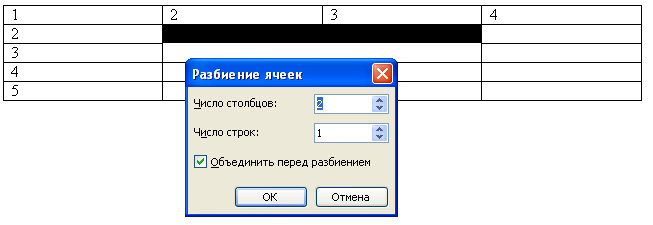 1 2 3 4
2
3
4
5
Разбиение ячеек
Число столбцов: 2
Число строк: 1
Объединить перед разбиением
ОК Отмена